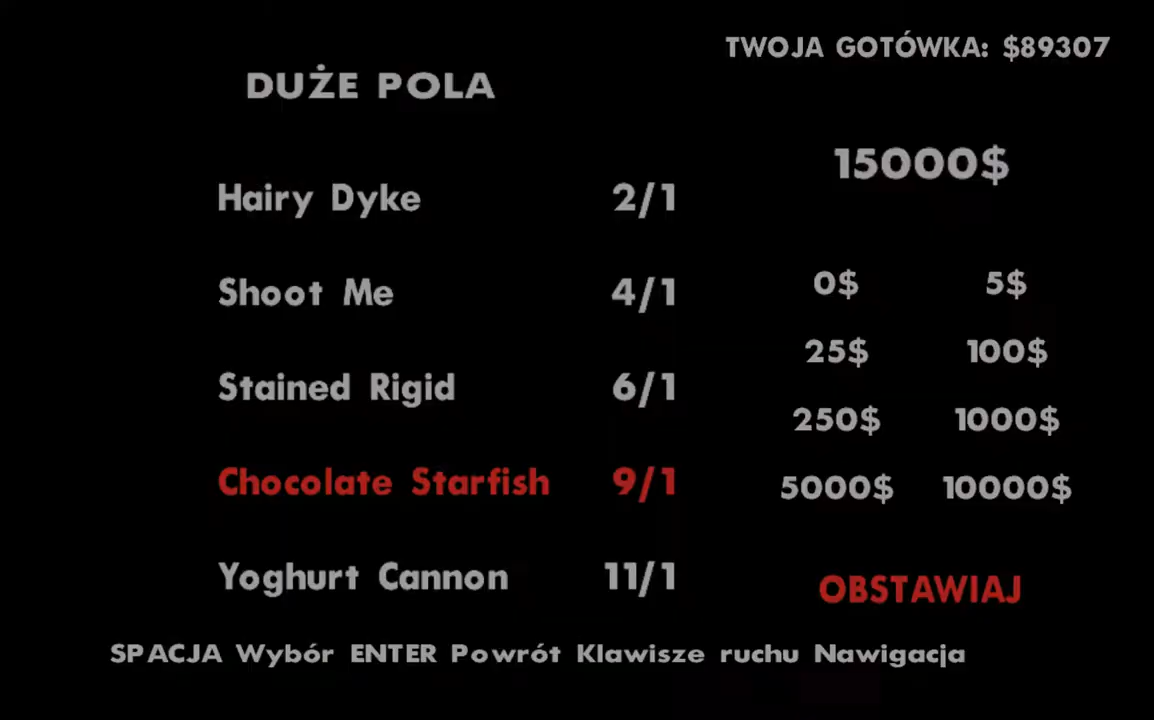 TWOJA GOTÓWKA: $89307
DUŻE POLA
15000$
Hairy Dyke 2/1
Shoot Me 4/1
Stained Rigid 6/1
Chocolate Starfish 9/1
Yoghurt Cannon 11/1
0$ 5$
25$ 100$
250$ 1000$
5000$ 10000$
OBSTAWIAJ
SPACJA Wybór ENTER Powrót Klawisze ruchu Nawigacja